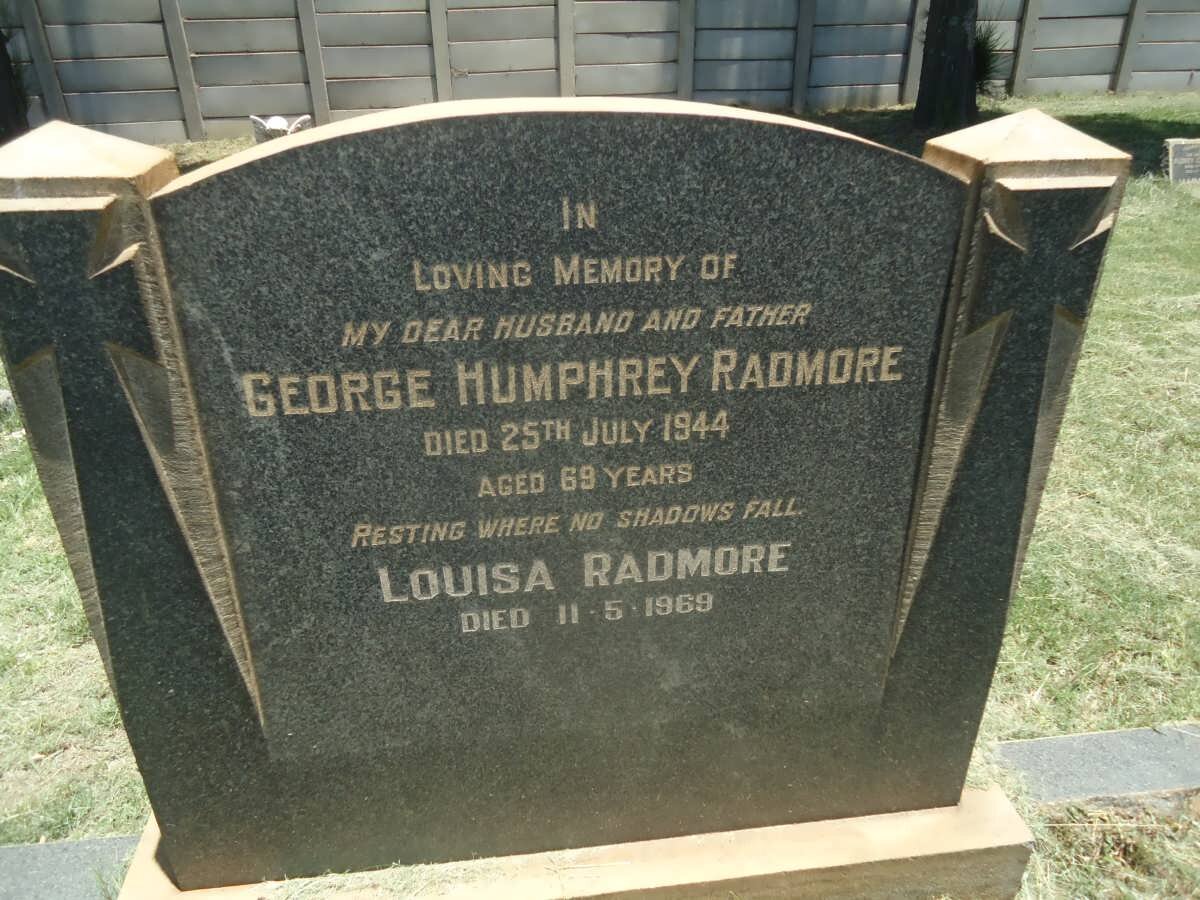 IN
LOVING MEMORY OF
MY DEAR HUSBAND AND FATHER
GEORGE HUMPHREY RADMORE
DIED 25TH JULY 1944
AGED 69 YEARS
RESTING WHERE NO SHADOWS FALL.
LOUISA RADMORE
DIED 11·5·1969